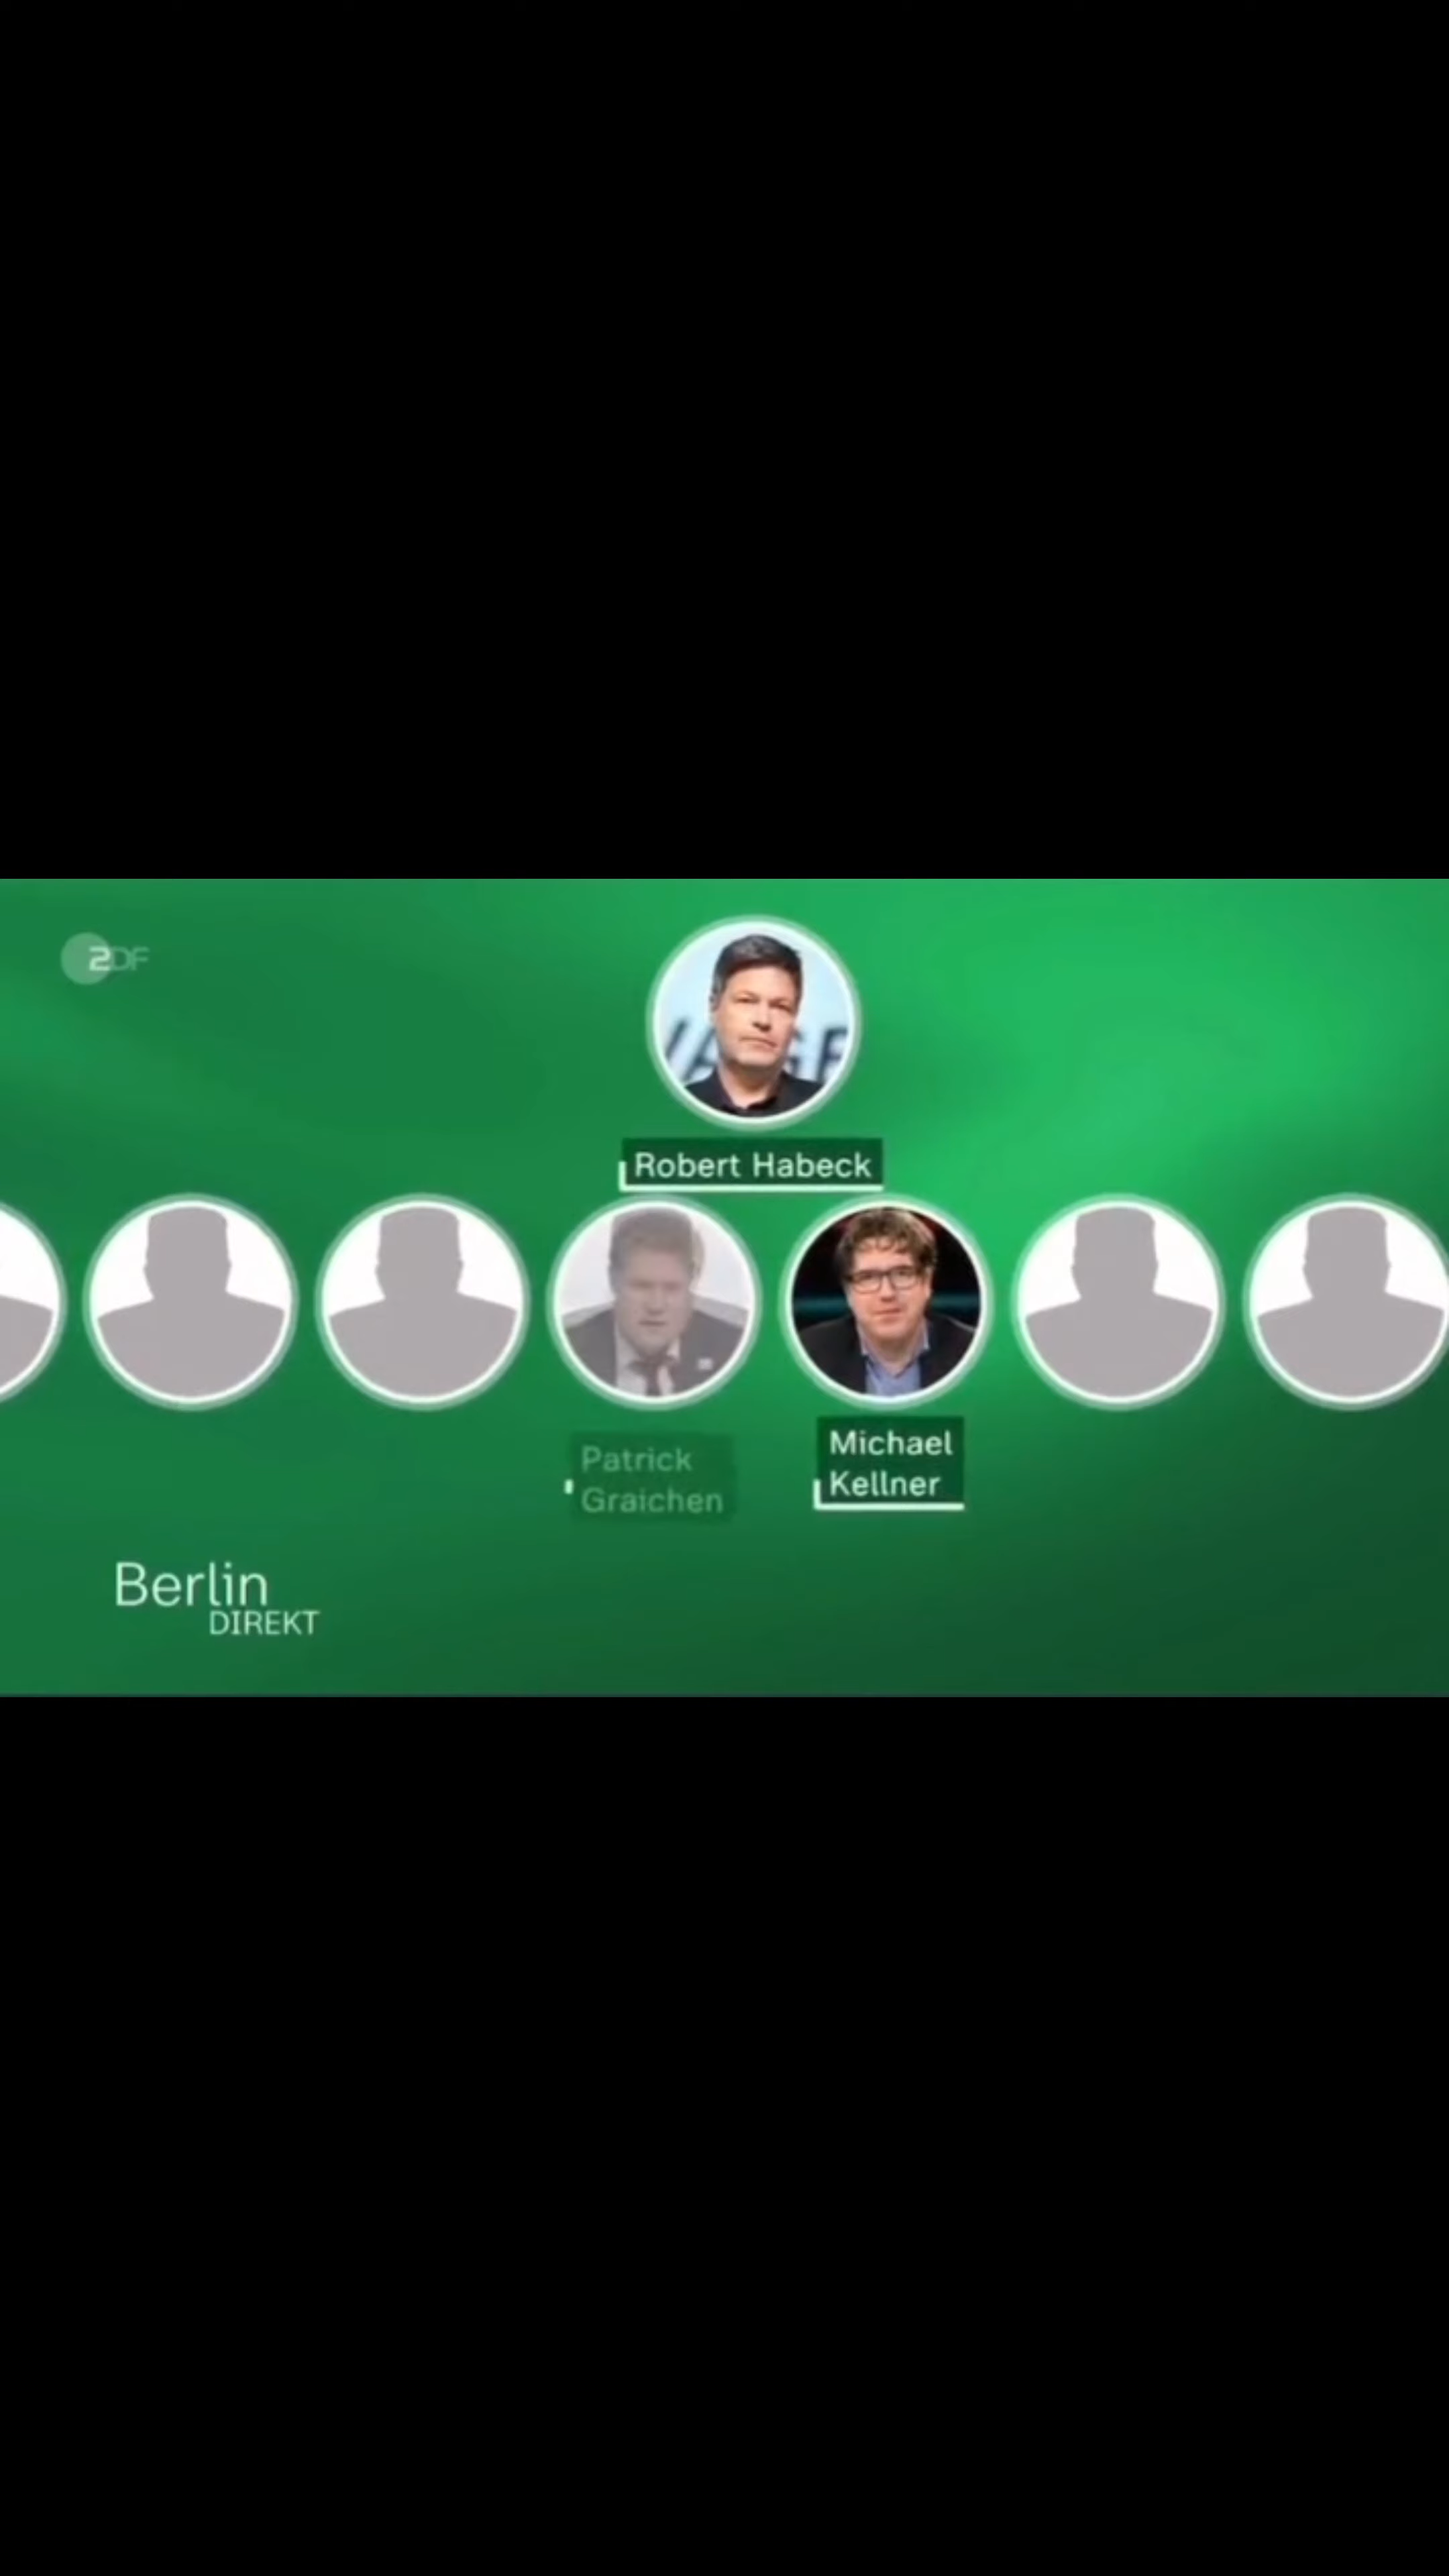 ZDF
Robert Habeck
Patrick
Graichen
Michael
Kellner
Berlin
DIREKT